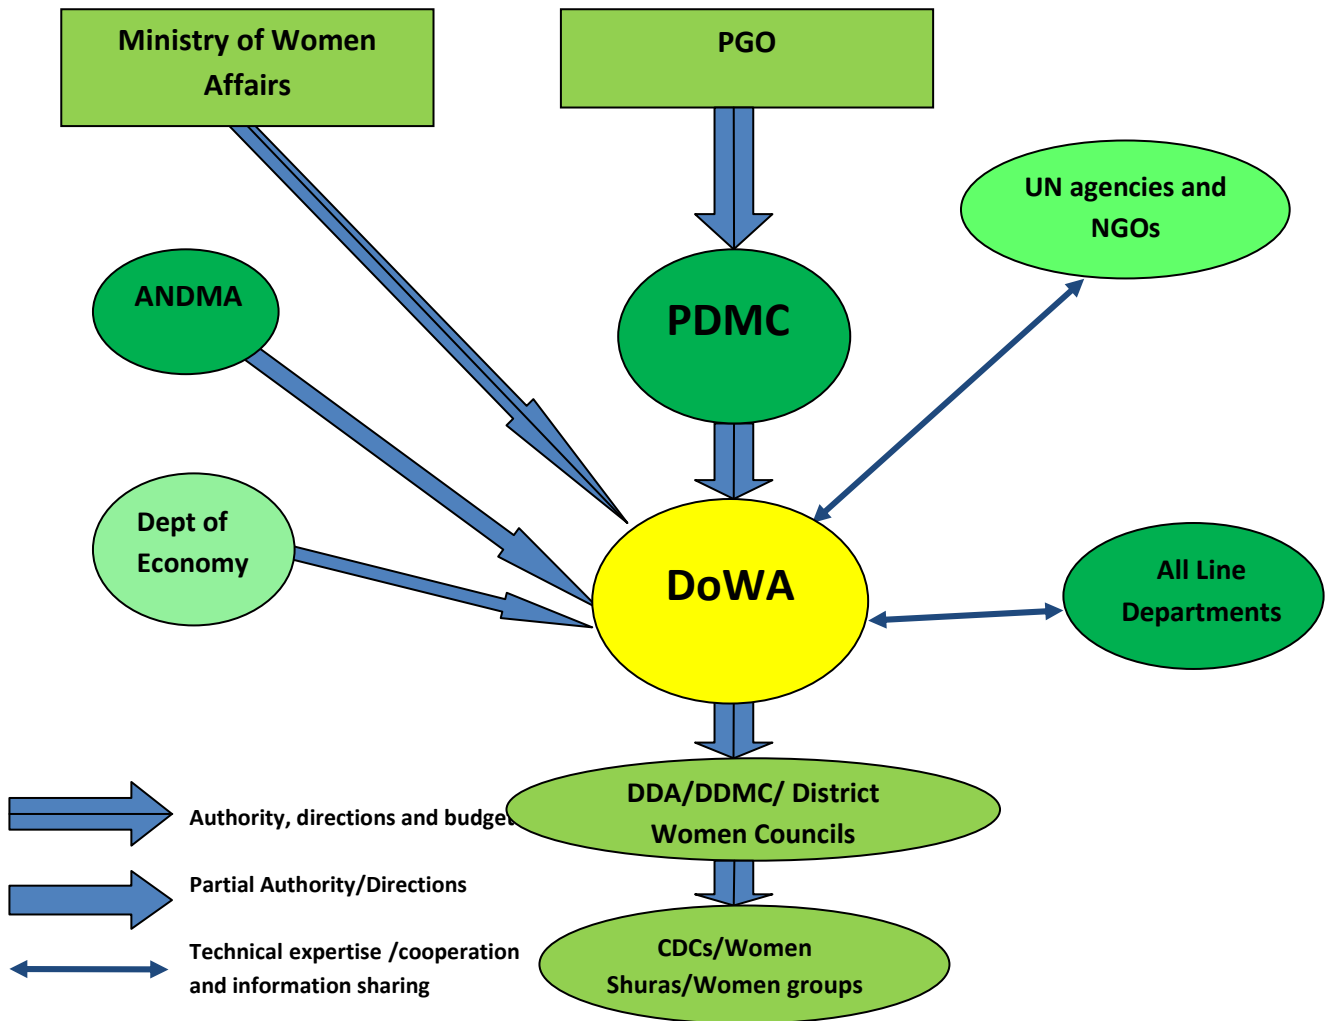 Ministry of Women
Affairs
PGO
UN agencies and
NGOs
ANDMA
PDMC
Dept of
Economy
DoWA
All Line
Departments
DDA/DDMC/ District
Women Councils
Authority, directions and budget
Partial Authority/Directions
CDCs/Women
Shuras/Women groups
Technical expertise /cooperation
and information sharing